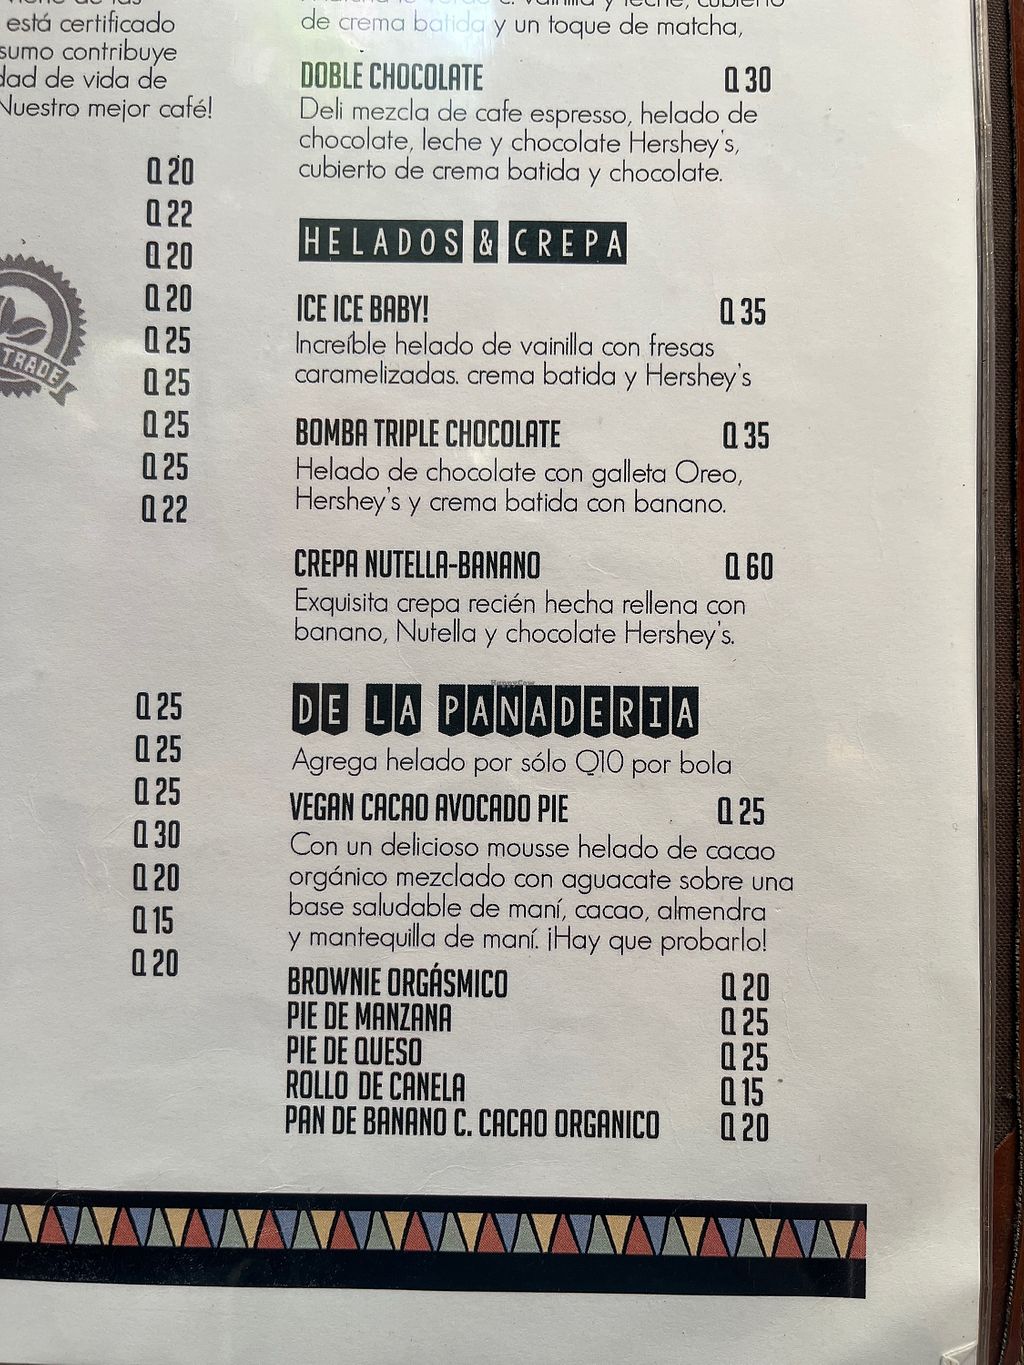 está certificado
sumo contribuye
dad de vida de
Nuestro mejor café!
Q 20
Q 22
Q 20
Q 20
Q 25
Q 25
Q 25
Q 25
Q 22
TRADE
Q 25
Q 25
Q 25
Q 30
Q 20
Q 15
Q 20
vainilla y leche, cubierto
de crema batida y un toque de matcha,
DOBLE CHOCOLATE Q 30
Deli mezcla de cafe espresso, helado de
chocolate, leche y chocolate Hershey's,
cubierto de crema batida y chocolate.
HELADOS & CREPA
ICE ICE BABY! Q 35
Increíble helado de vainilla con fresas
caramelizadas. crema batida y Hershey's
BOMBA TRIPLE CHOCOLATE Q 35
Helado de chocolate con galleta Oreo,
Hershey's y crema batida con banano.
CREPA NUTELLA-BANANO Q 60
Exquisita crepa recién hecha rellena con
banano, Nutella y chocolate Hershey's.
HappyCow
DE LA PANADERIA
Agrega helado por sólo Q10 por bola
VEGAN CACAO AVOCADO PIE Q 25
Con un delicioso mousse helado de cacao
orgánico mezclado con aguacate sobre una
base saludable de maní, cacao, almendra
y mantequilla de maní. ¡Hay que probarlo!
BROWNIE ORGÁSMICO Q 20
PIE DE MANZANA Q 25
PIE DE QUESO Q 25
ROLLO DE CANELA Q 15
PAN DE BANANO C. CACAO ORGANICO Q 20